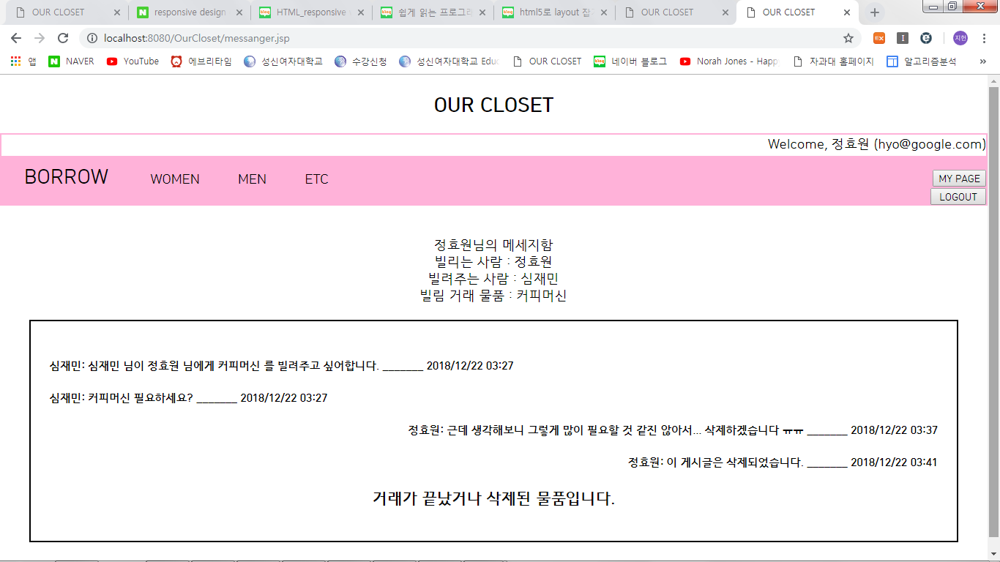 OUR CLOSET
responsive design
HTML_responsive
쉽게 읽는 프로그
html5로 layout 잡
OUR CLOSET
OUR CLOSET
localhost:8080/OurCloset/messanger.jsp
EX
I
지현
앱
NAVER
YouTube
에브리타임
성신여자대학교
수강신청
성신여자대학교 Educ
OUR CLOSET
네이버 블로그
Norah Jones - Happ
자과대 홈페이지
알고리즘분석
»
OUR CLOSET
Welcome, 정효원 (hyo@google.com)
BORROW WOMEN MEN ETC
MY PAGE
LOGOUT
정효원님의 메세지함
빌리는 사람 : 정효원
빌려주는 사람 : 심재민
빌림 거래 물품 : 커피머신
심재민: 심재민 님이 정효원 님에게 커피머신 를 빌려주고 싶어합니다. _______ 2018/12/22 03:27
심재민: 커피머신 필요하세요? _______ 2018/12/22 03:27
정효원: 근데 생각해보니 그렇게 많이 필요할 것 같진 않아서... 삭제하겠습니다 ㅠㅠ _______ 2018/12/22 03:37
정효원: 이 게시글은 삭제되었습니다. _______ 2018/12/22 03:41
거래가 끝났거나 삭제된 물품입니다.